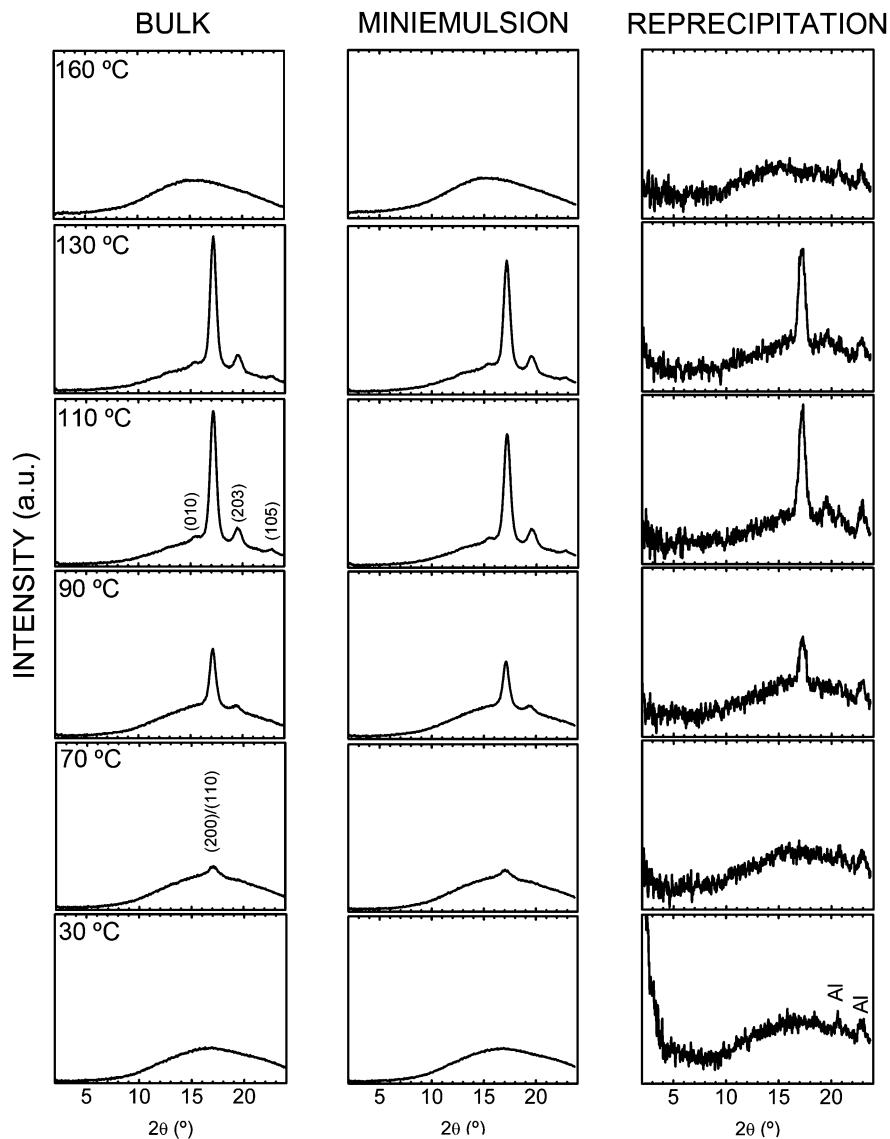 BULK
MINIEMULSION
REPRECIPITATION
INTENSITY (a.u.)
160 ºC
130 ºC
110 ºC
(010)
(203)
(105)
90 ºC
70 ºC
(200)/(110)
30 ºC
Al
Al
5 10 15 20
5 10 15 20
5 10 15 20
2θ (º)
2θ (º)
2θ (º)